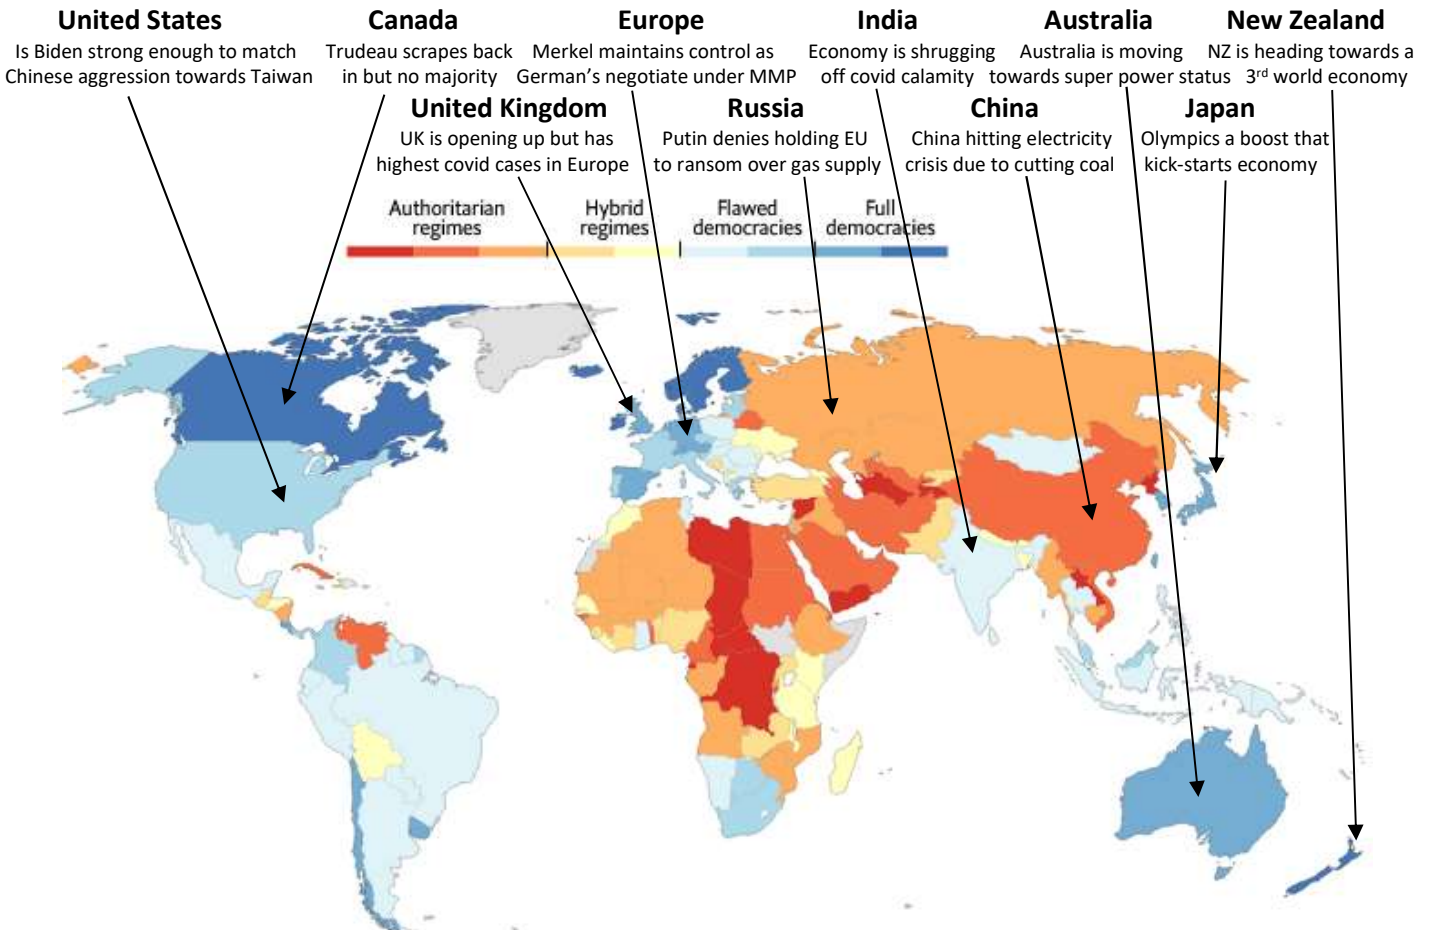 United States
Is Biden strong enough to match
Chinese aggression towards Taiwan
Canada
Trudeau scrapes back
in but no majority
Europe
Merkel maintains control as
German's negotiate under MMP
India
Economy is shrugging
off covid calamity
Australia
Australia is moving
towards super power status
New Zealand
NZ is heading towards a
3rd world economy
United Kingdom
UK is opening up but has
highest covid cases in Europe
Russia
Putin denies holding EU
to ransom over gas supply
China
China hitting electricity
crisis due to cutting coal
Japan
Olympics a boost that
kick-starts economy
Authoritarian
regimes
Hybrid
regimes
Flawed
democracies
Full
democracies